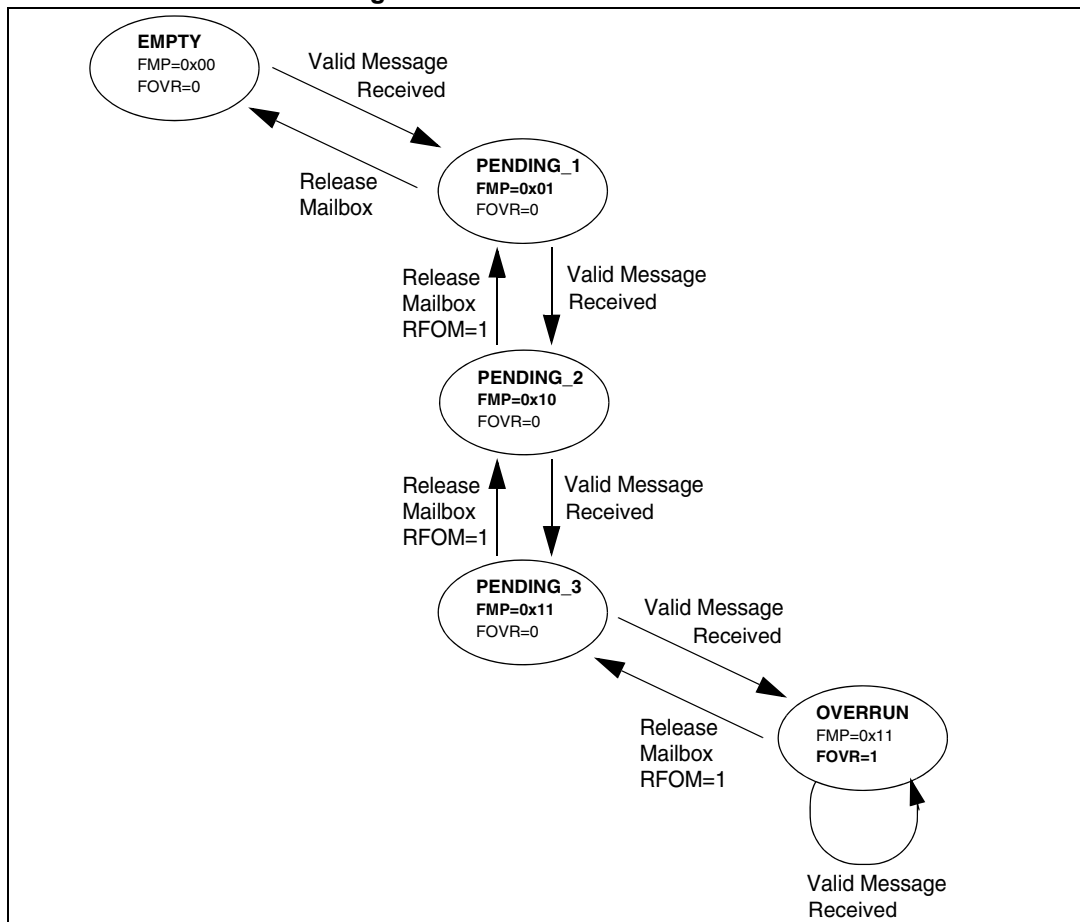 EMPTY
FMP=0x00
FOVR=0
Valid Message
Received
Release
Mailbox
PENDING_1
FMP=0x01
FOVR=0
Release
Mailbox
RFOM=1
Valid Message
Received
PENDING_2
FMP=0x10
FOVR=0
Release
Mailbox
RFOM=1
Valid Message
Received
PENDING_3
FMP=0x11
FOVR=0
Valid Message
Received
Release
Mailbox
RFOM=1
OVERRUN
FMP=0x11
FOVR=1
Valid Message
Received